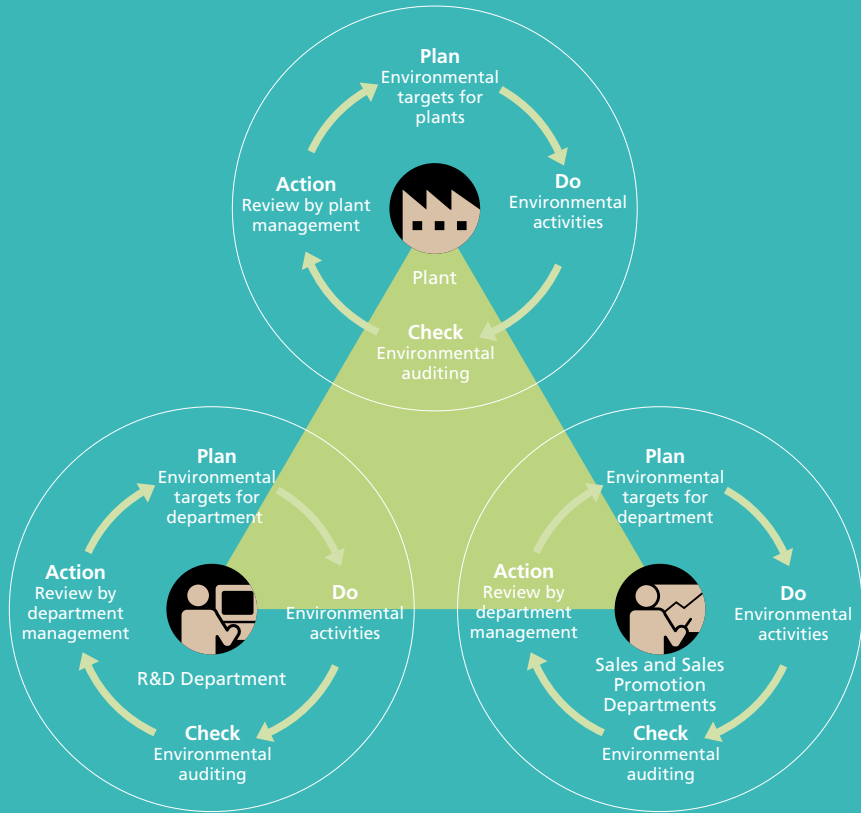 Plan
Environmental
targets for
plants
Do
Environmental
activities
Check
Environmental
auditing
Action
Review by plant
management
Plant
Plan
Environmental
targets for
department
Do
Environmental
activities
Check
Environmental
auditing
Action
Review by
department
management
R&D Department
Plan
Environmental
targets for
department
Do
Environmental
activities
Check
Environmental
auditing
Action
Review by
department
management
Sales and Sales
Promotion
Departments